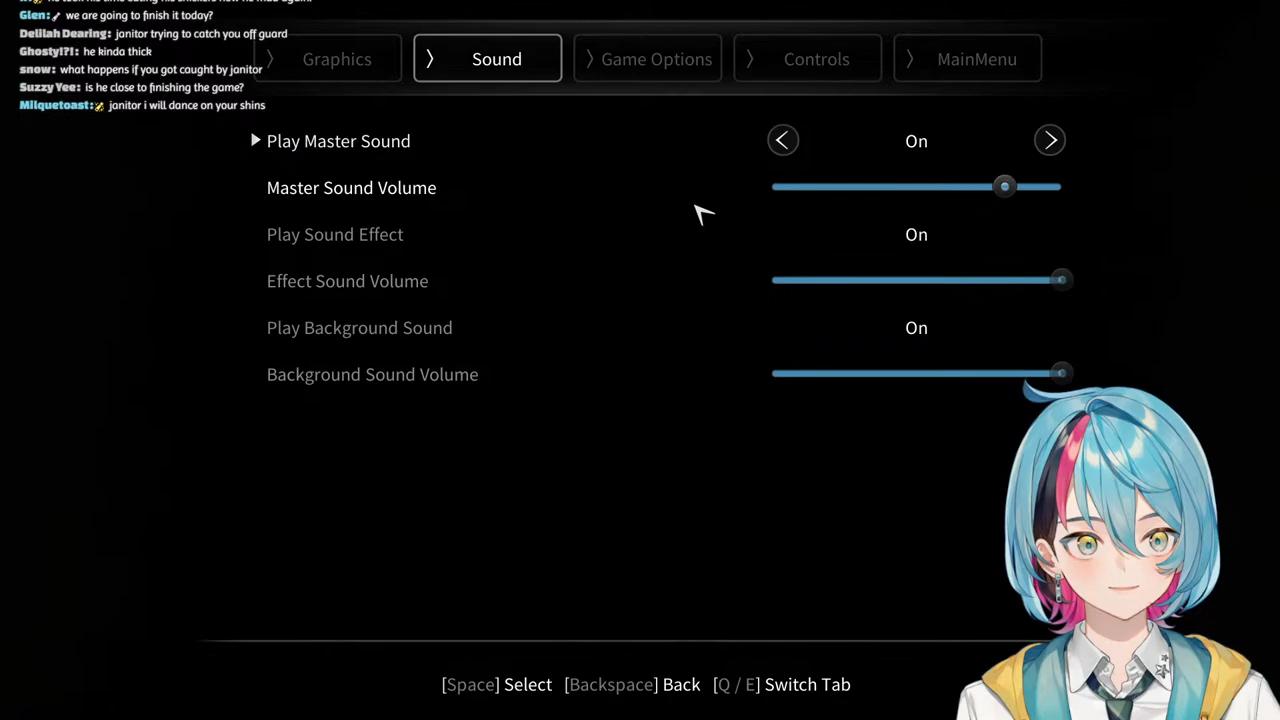 Glen: we are going to finish it today?
Delilah Dearing: janitor trying to catch you off guard
Ghosty!?!: he kinda thick
snow: what happens if you got caught by janitor
Suzzy Yee: is he close to finishing the game?
Milquetoast: janitor i will dance on your shins
Graphics
Sound
Game Options
Controls
MainMenu
Play Master Sound On
Master Sound Volume
Play Sound Effect On
Effect Sound Volume
Play Background Sound On
Background Sound Volume
[Space] Select [Backspace] Back [Q / E] Switch Tab